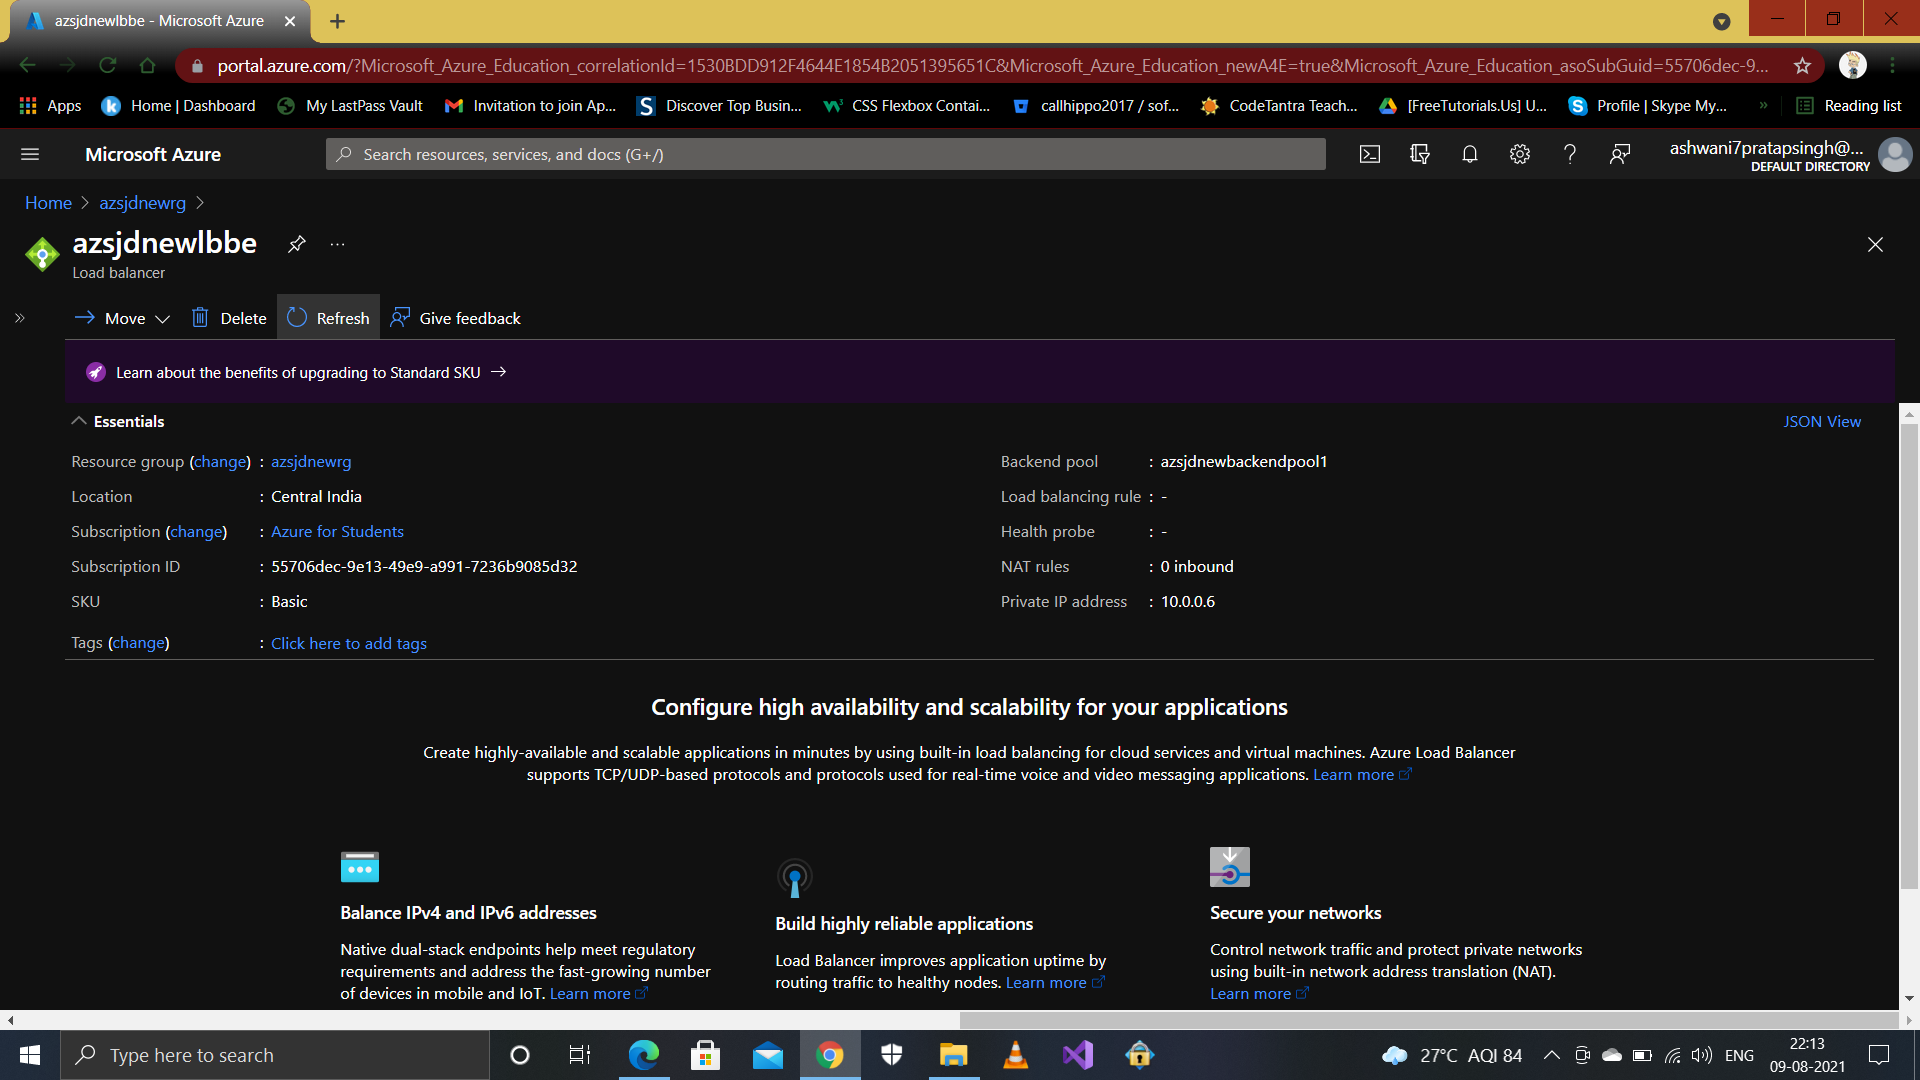 azsjdnewlbbe - Microsoft Azure
portal.azure.com/?Microsoft_Azure_Education_correlationId=1530BDD912F4644E1854B2051395651C&Microsoft_Azure_Education_newA4E=true&Microsoft_Azure_Education_asoSubGuid=55706dec-9...
Apps Home | Dashboard My LastPass Vault Invitation to join Ap... Discover Top Busin... CSS Flexbox Contai... callhippo2017 / sof... CodeTantra Teach... [FreeTutorials.Us] U... Profile | Skype My... » Reading list
Microsoft Azure Search resources, services, and docs (G+/) ashwani7pratapsingh@...
DEFAULT DIRECTORY
Home > azsjdnewrg >
azsjdnewlbbe ...
Load balancer
» Move Delete Refresh Give feedback
Learn about the benefits of upgrading to Standard SKU →
Essentials JSON View
Resource group (change) : azsjdnewrg
Location : Central India
Subscription (change) : Azure for Students
Subscription ID : 55706dec-9e13-49e9-a991-7236b9085d32
SKU : Basic
Tags (change) : Click here to add tags
Backend pool : azsjdnewbackendpool1
Load balancing rule : -
Health probe : -
NAT rules : 0 inbound
Private IP address : 10.0.0.6
Configure high availability and scalability for your applications
Create highly-available and scalable applications in minutes by using built-in load balancing for cloud services and virtual machines. Azure Load Balancer
supports TCP/UDP-based protocols and protocols used for real-time voice and video messaging applications. Learn more
Balance IPv4 and IPv6 addresses
Native dual-stack endpoints help meet regulatory
requirements and address the fast-growing number
of devices in mobile and IoT. Learn more
Build highly reliable applications
Load Balancer improves application uptime by
routing traffic to healthy nodes. Learn more
Secure your networks
Control network traffic and protect private networks
using built-in network address translation (NAT).
Learn more
Type here to search
27°C AQI 84 ENG
22:13
09-08-2021